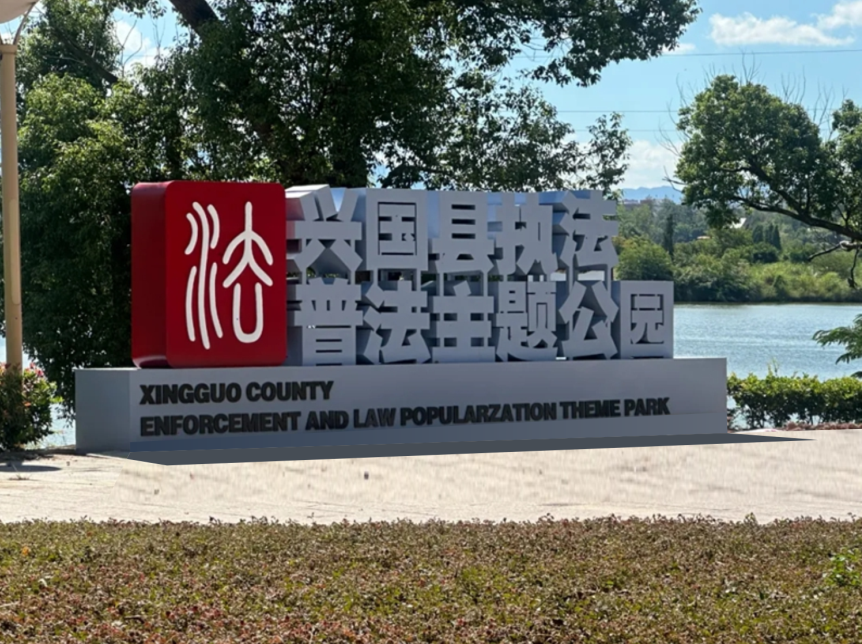 法
兴国县执法
普法主题公园
XINGGUO COUNTY
ENFORCEMENT AND LAW POPULARZATION THEME PARK